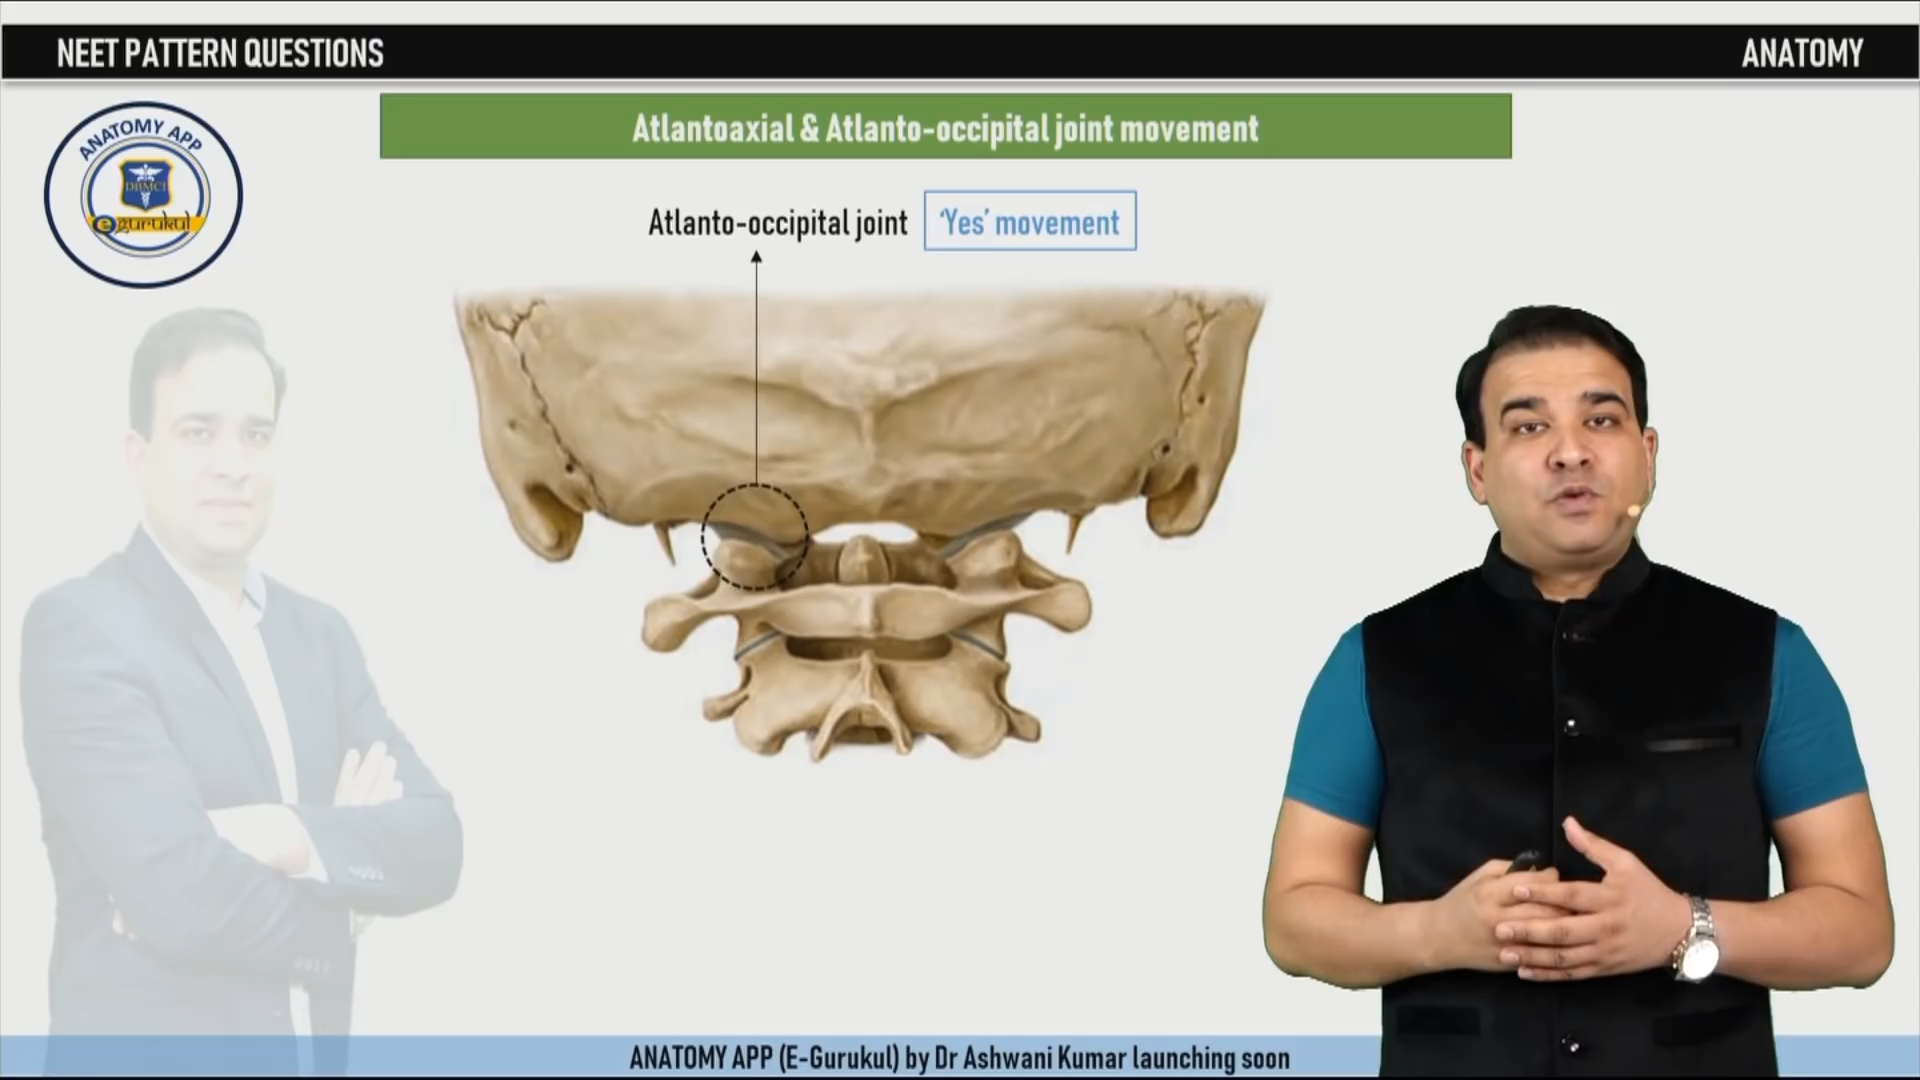 NEET PATTERN QUESTIONS
ANATOMY
ANATOMY APP
DBMCI
egurukul
Atlantoaxial & Atlanto-occipital joint movement
Atlanto-occipital joint
‘Yes’ movement
ANATOMY APP (E-Gurukul) by Dr Ashwani Kumar launching soon